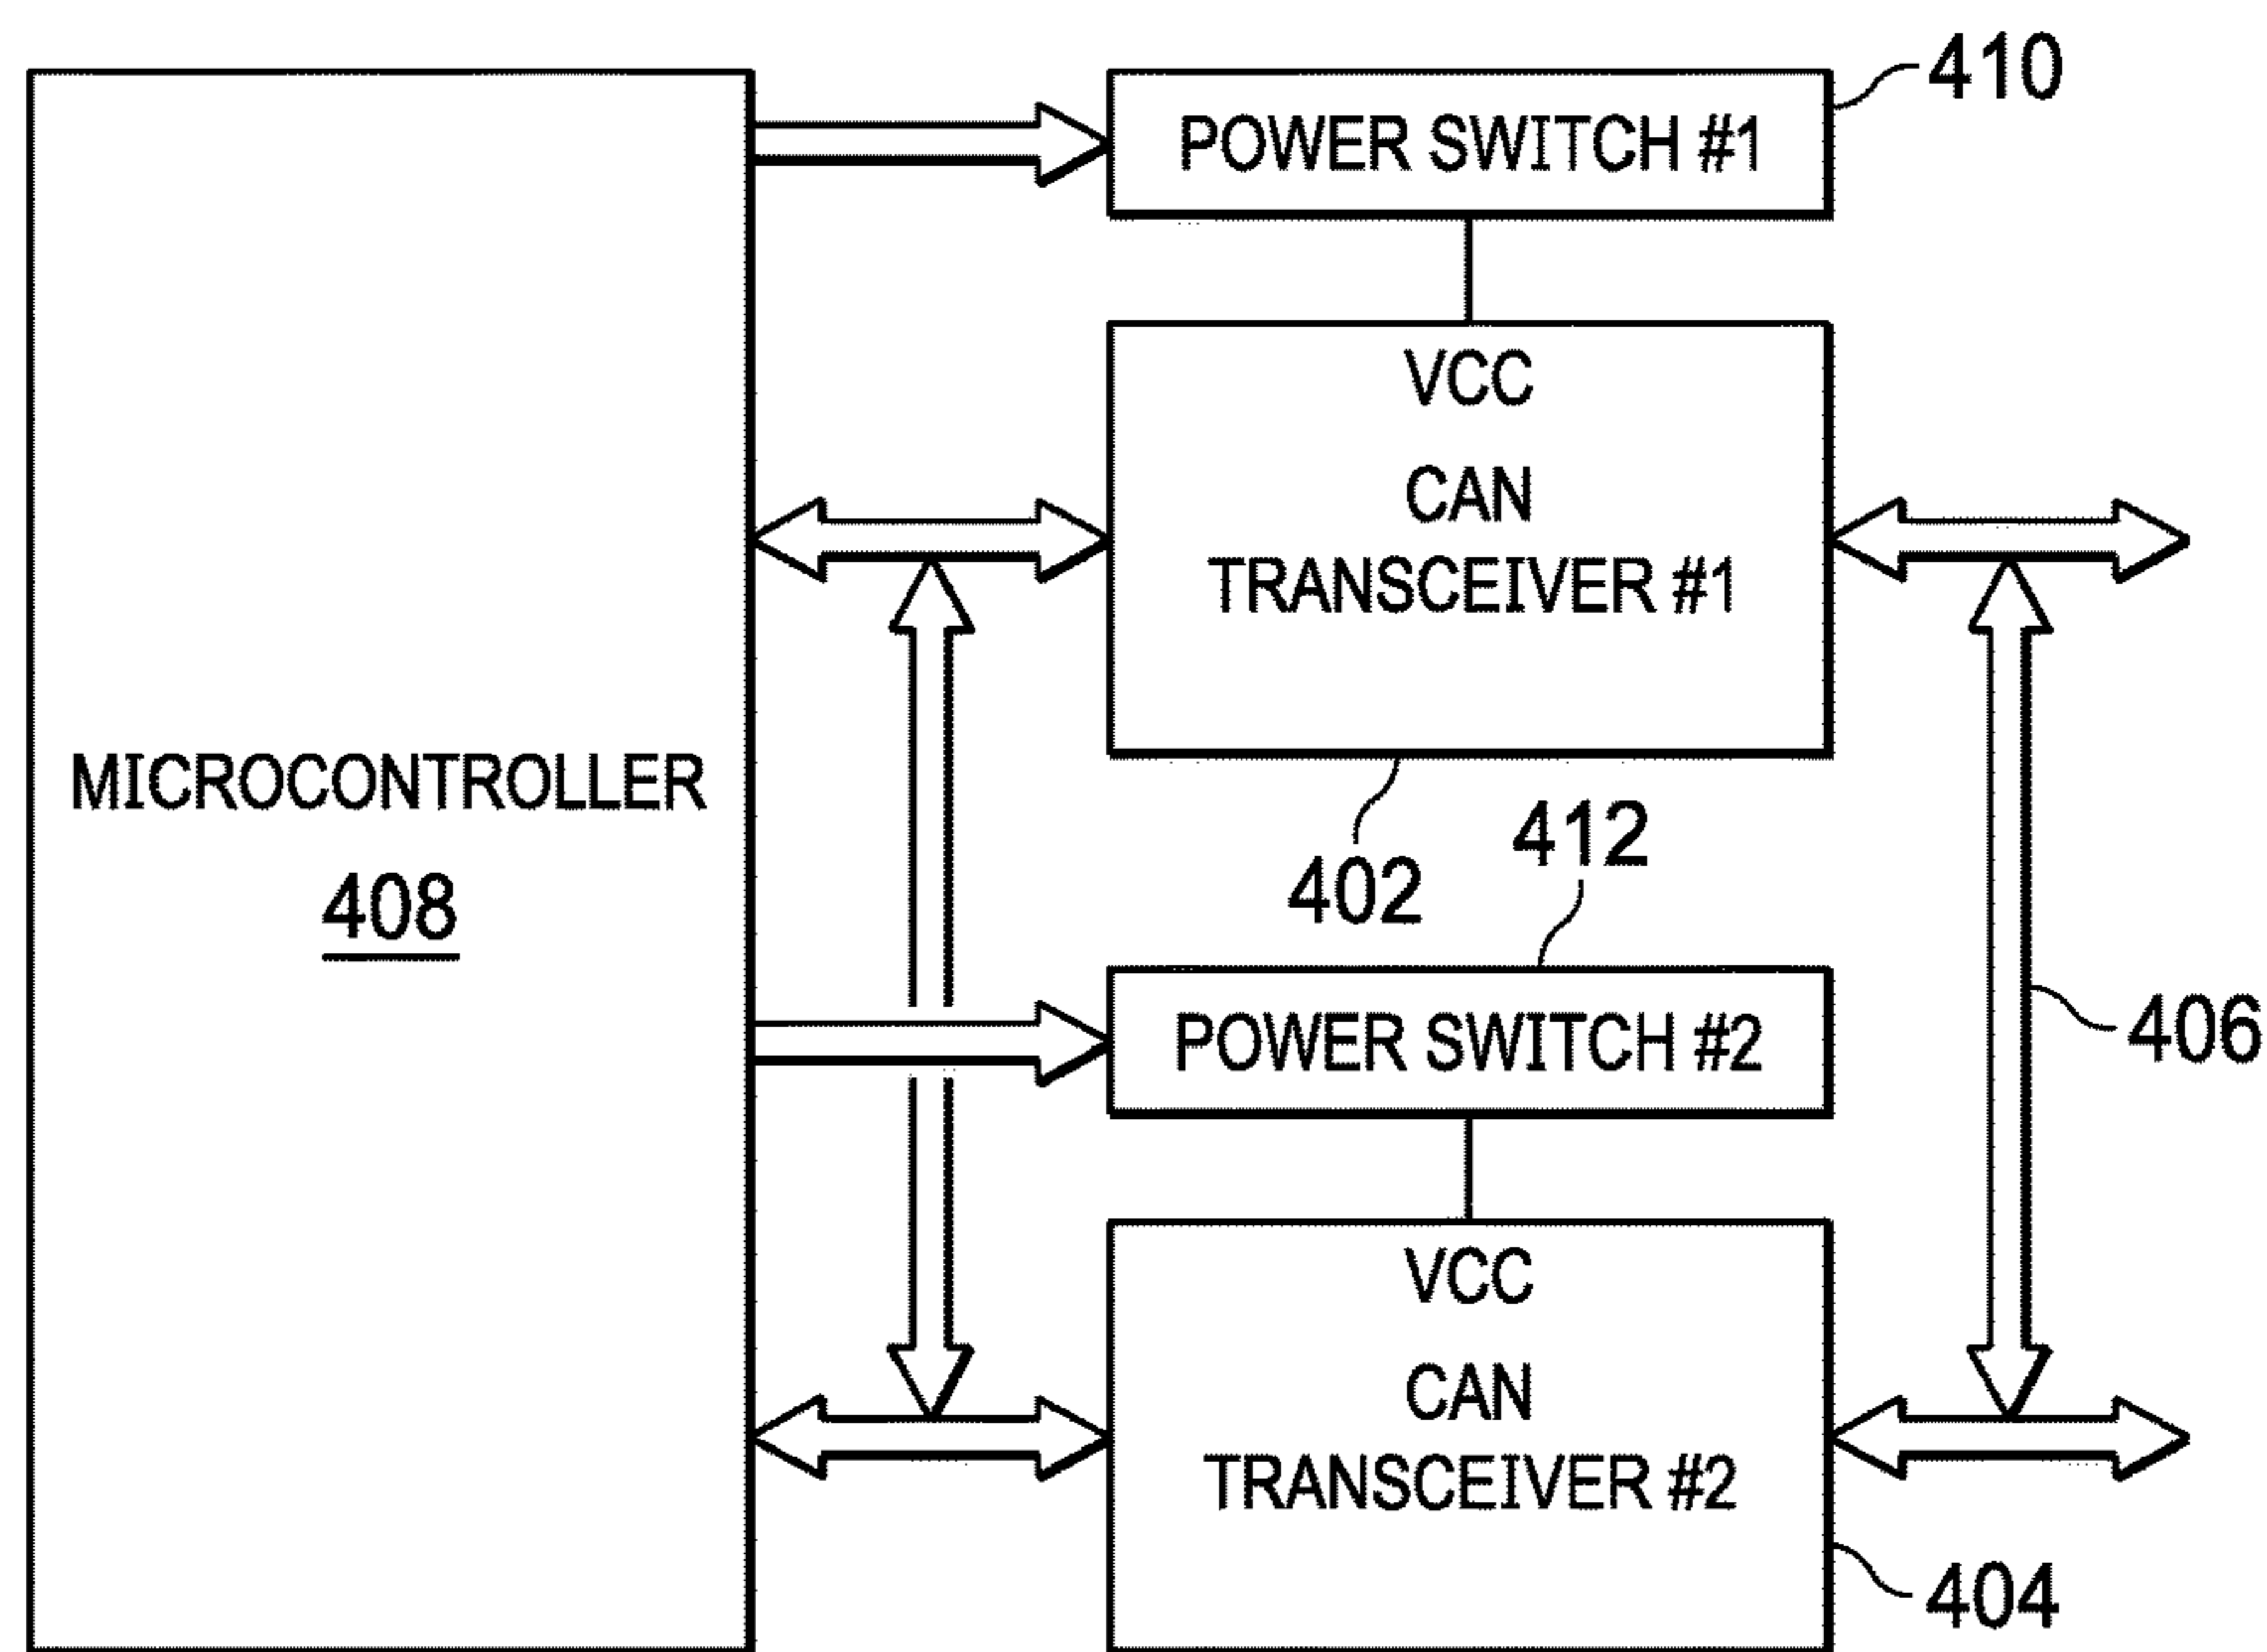 410
POWER SWITCH #1
VCC
CAN
TRANSCEIVER #1
MICROCONTROLLER
408
402
412
POWER SWITCH #2
406
VCC
CAN
TRANSCEIVER #2
404